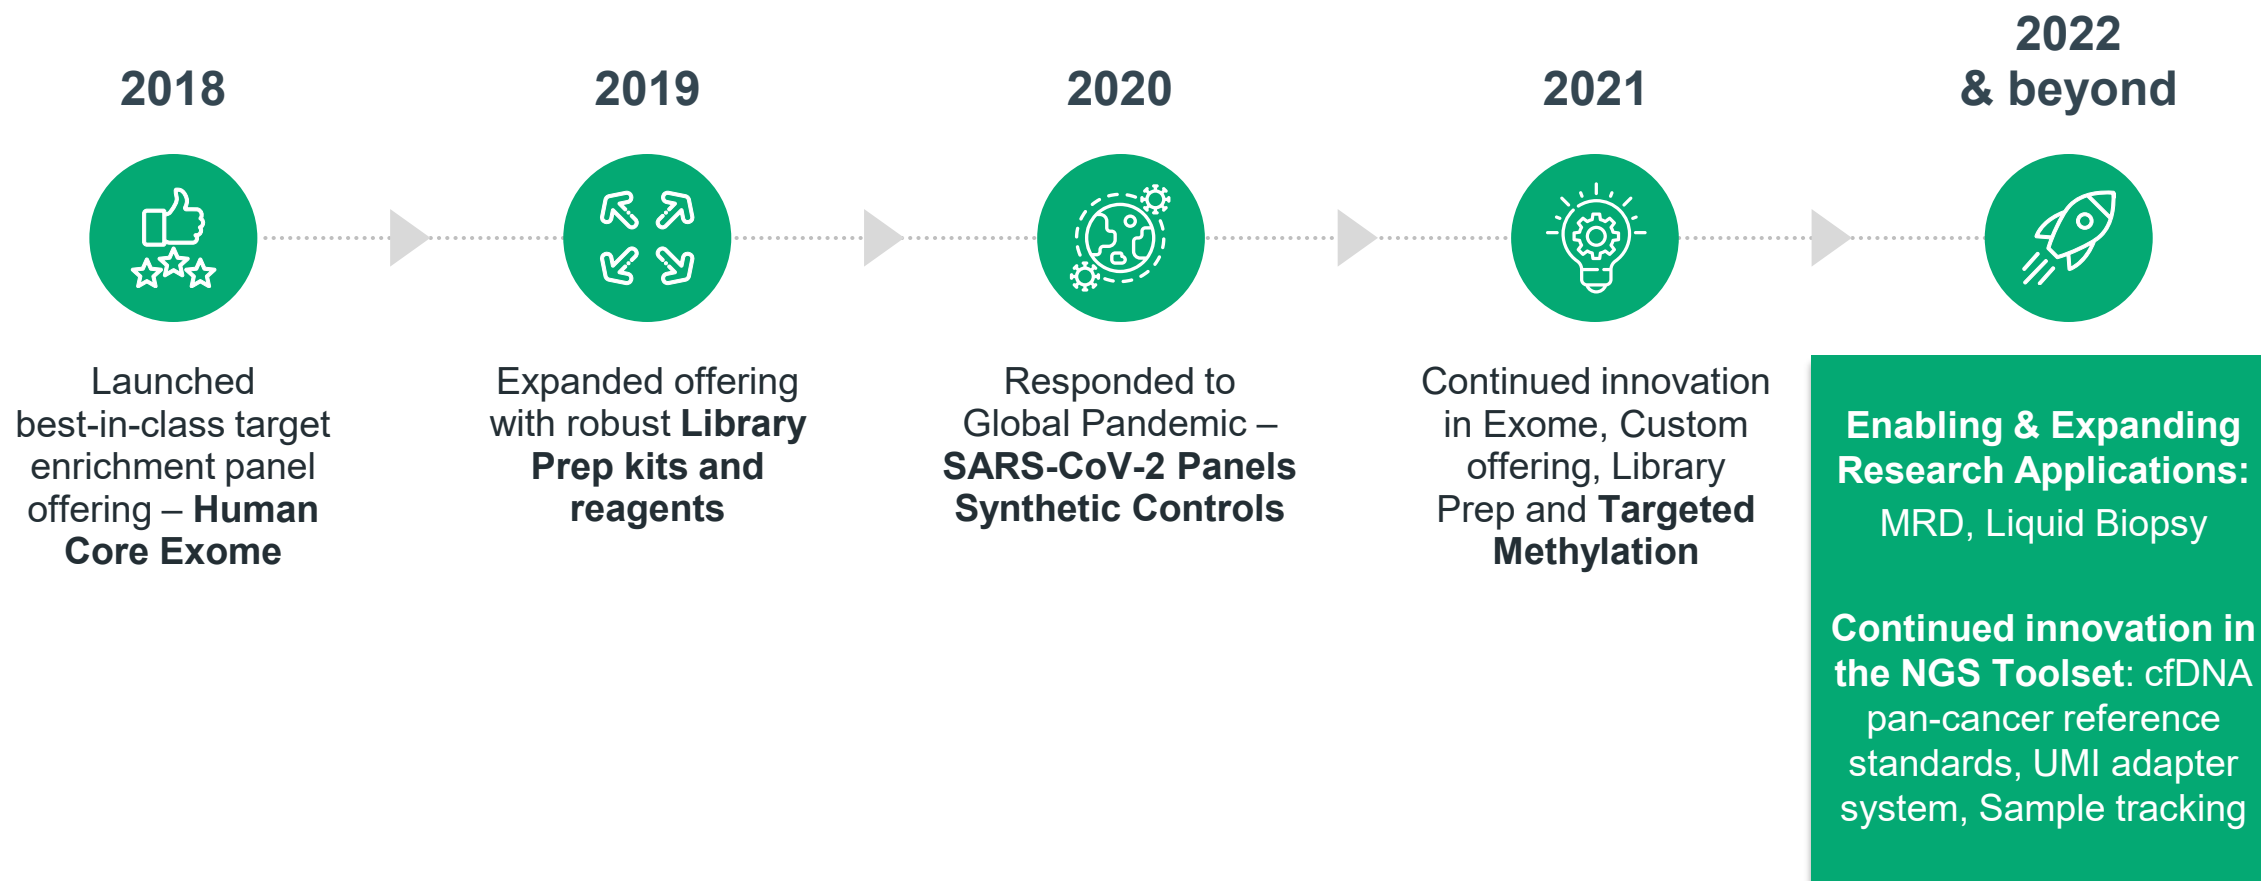 2018
Launched
best-in-class target
enrichment panel
offering – Human
Core Exome
2019
Expanded offering
with robust Library
Prep kits and
reagents
2020
Responded to
Global Pandemic –
SARS-CoV-2 Panels
Synthetic Controls
2021
Continued innovation
in Exome, Custom
offering, Library
Prep and Targeted
Methylation
2022
& beyond
Enabling & Expanding
Research Applications:
MRD, Liquid Biopsy
Continued innovation in
the NGS Toolset: cfDNA
pan-cancer reference
standards, UMI adapter
system, Sample tracking